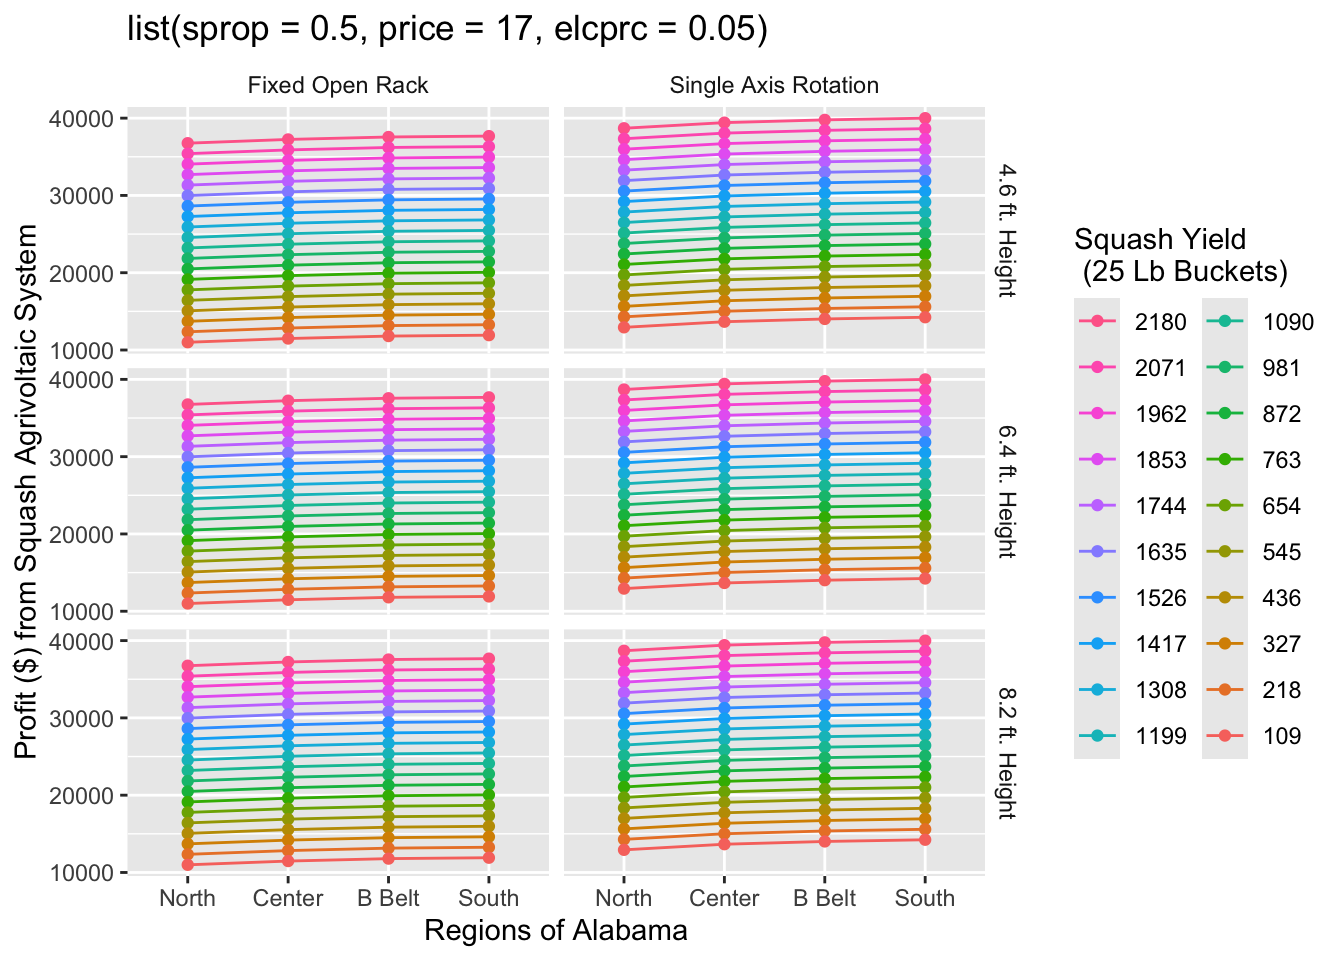 list(sprop = 0.5, price = 17, elcprc = 0.05)
Fixed Open Rack
Single Axis Rotation
Profit ($) from Squash Agrivoltaic System
40000
30000
20000
10000
4.6 ft. Height
40000
30000
20000
10000
6.4 ft. Height
40000
30000
20000
10000
8.2 ft. Height
North Center B Belt South
North Center B Belt South
Regions of Alabama
Squash Yield
(25 Lb Buckets)
2180 1090
2071 981
1962 872
1853 763
1744 654
1635 545
1526 436
1417 327
1308 218
1199 109